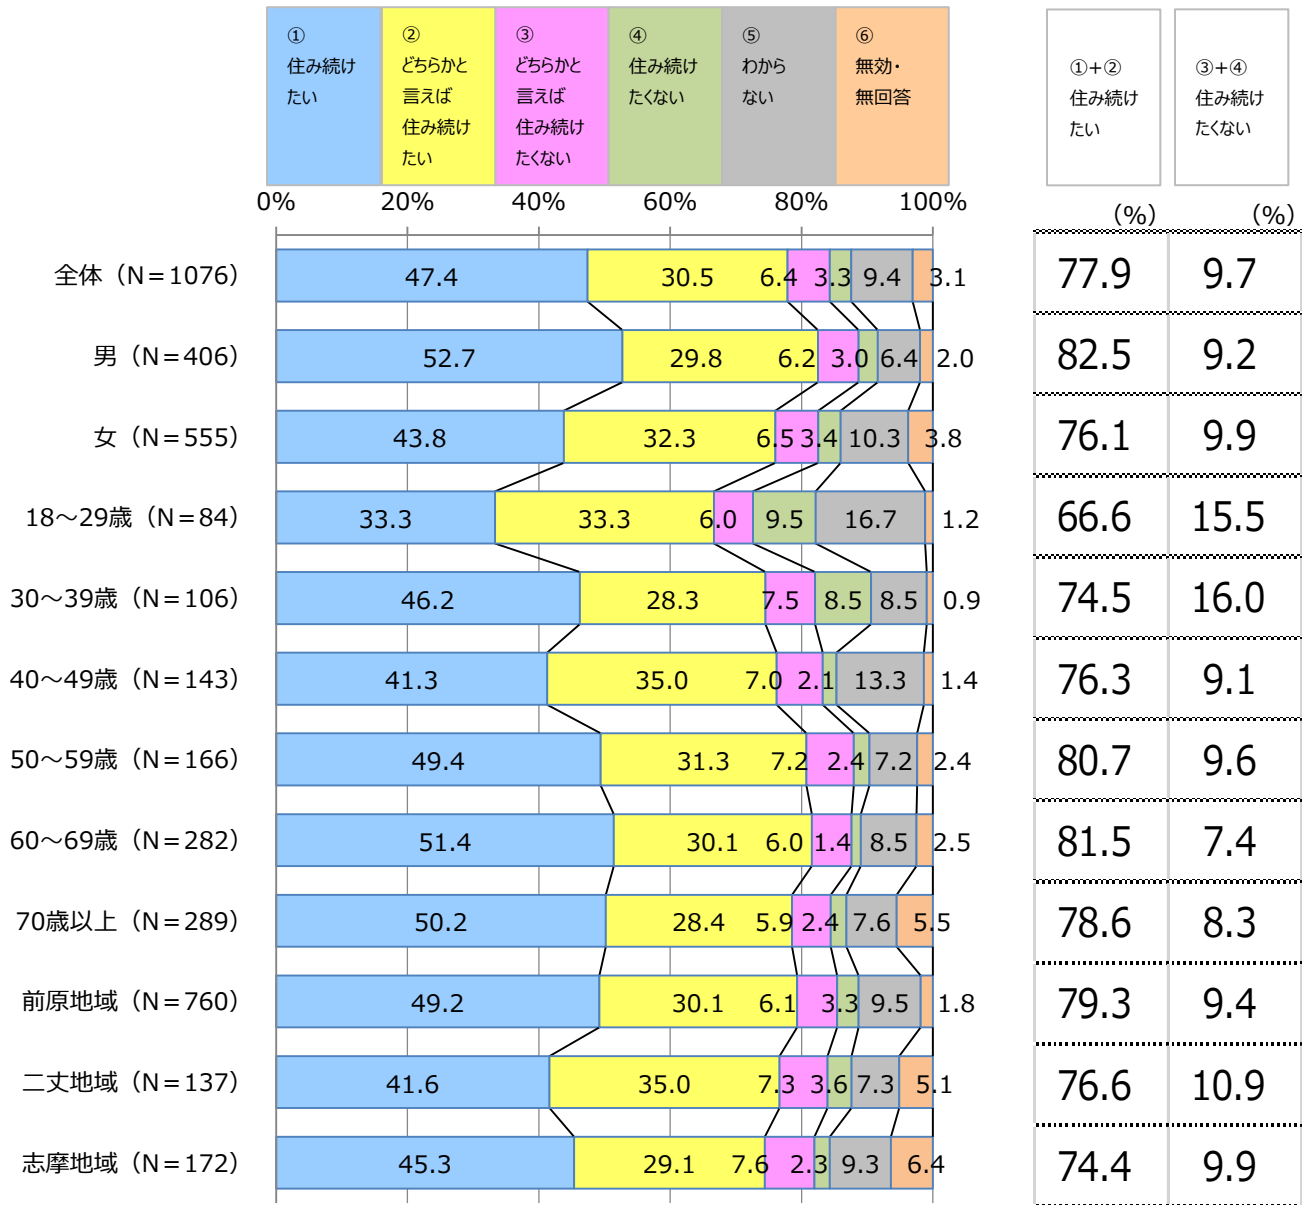 ①
住み続け
たい
②
どちらかと
言えば
住み続け
たい
③
どちらかと
言えば
住み続け
たくない
④
住み続け
たくない
⑤
わから
ない
⑥
無効・
無回答
①+②
住み続け
たい
③+④
住み続け
たくない
0% 20% 40% 60% 80% 100% (%) (%)
全体（N＝1076） 47.4 30.5 6.4 3.3 9.4 3.1 77.9 9.7
男（N＝406） 52.7 29.8 6.2 3.0 6.4 2.0 82.5 9.2
女（N＝555） 43.8 32.3 6.5 3.4 10.3 3.8 76.1 9.9
18～29歳（N＝84） 33.3 33.3 6.0 9.5 16.7 1.2 66.6 15.5
30～39歳（N＝106） 46.2 28.3 7.5 8.5 8.5 0.9 74.5 16.0
40～49歳（N＝143） 41.3 35.0 7.0 2.1 13.3 1.4 76.3 9.1
50～59歳（N＝166） 49.4 31.3 7.2 2.4 7.2 2.4 80.7 9.6
60～69歳（N＝282） 51.4 30.1 6.0 1.4 8.5 2.5 81.5 7.4
70歳以上（N＝289） 50.2 28.4 5.9 2.4 7.6 5.5 78.6 8.3
前原地域（N＝760） 49.2 30.1 6.1 3.3 9.5 1.8 79.3 9.4
二丈地域（N＝137） 41.6 35.0 7.3 3.6 7.3 5.1 76.6 10.9
志摩地域（N＝172） 45.3 29.1 7.6 2.3 9.3 6.4 74.4 9.9